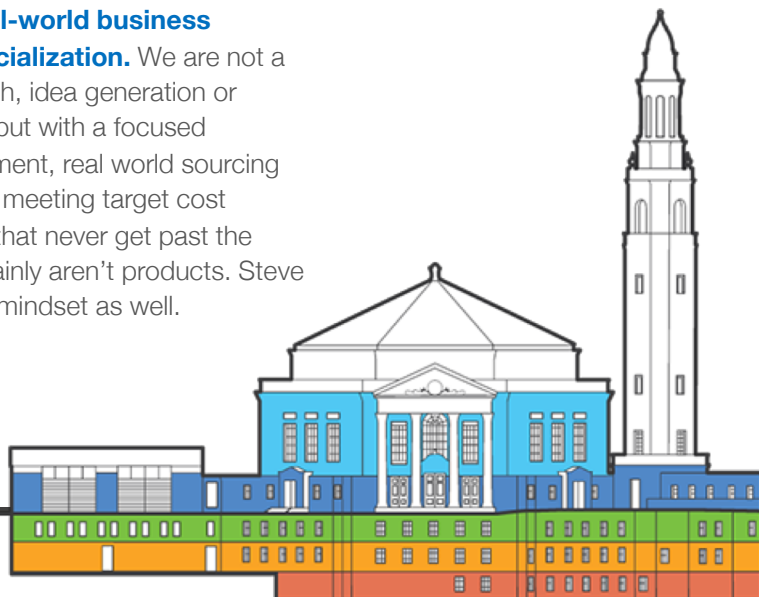 l-world business
cialization. We are not a
h, idea generation or
out with a focused
ment, real world sourcing
meeting target cost
that never get past the
ainly aren’t products. Steve
mindset as well.